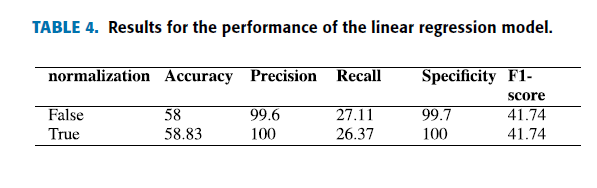 TABLE 4. Results for the performance of the linear regression model.
normalization Accuracy Precision Recall Specificity F1-
score
False 58 99.6 27.11 99.7 41.74
True 58.83 100 26.37 100 41.74